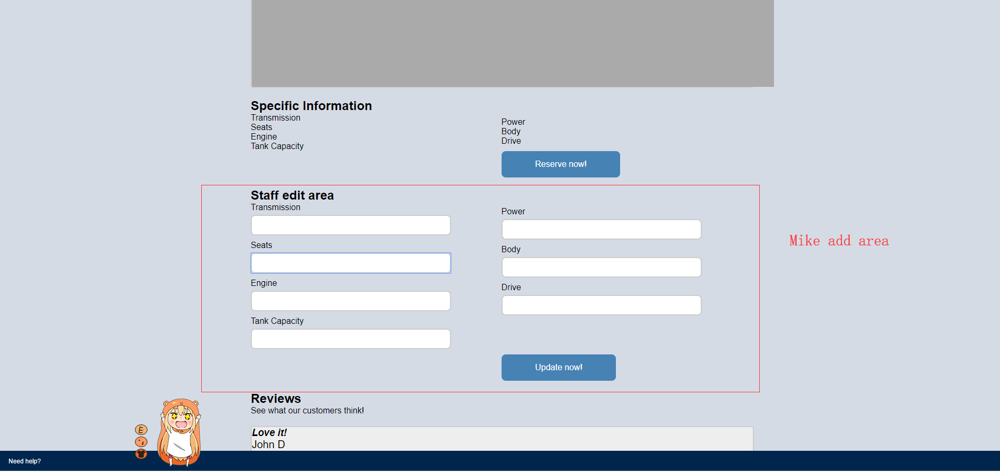 Specific Information
Transmission
Seats
Engine
Tank Capacity
Power
Body
Drive
Reserve now!
Staff edit area
Transmission
Seats
Engine
Tank Capacity
Power
Body
Drive
Update now!
Mike add area
Reviews
See what our customers think!
Love it!
John D
E
Need help?